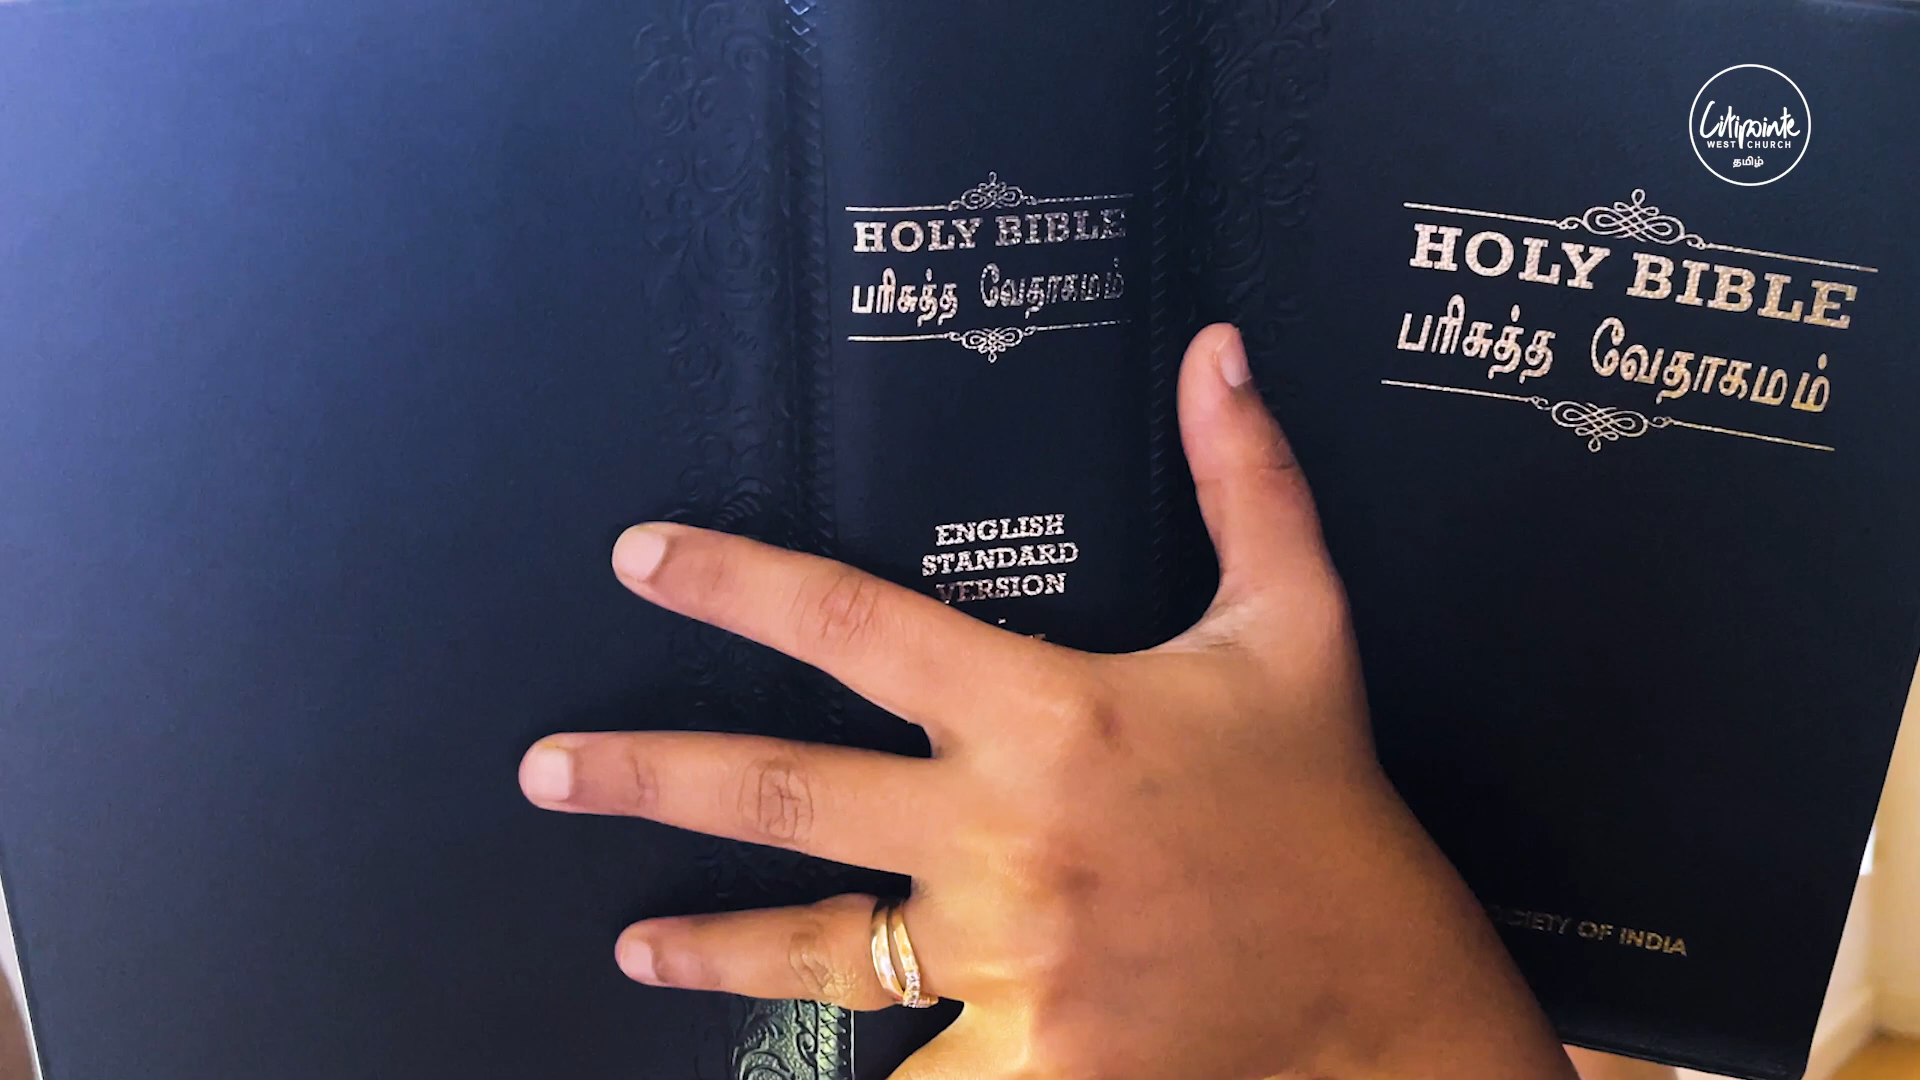 Citipointe
WEST CHURCH
தமிழ்
HOLY BIBLE
பரிசுத்த வேதாகமம்
ENGLISH
STANDARD
VERSION
HOLY BIBLE
பரிசுத்த வேதாகமம்
OF INDIA